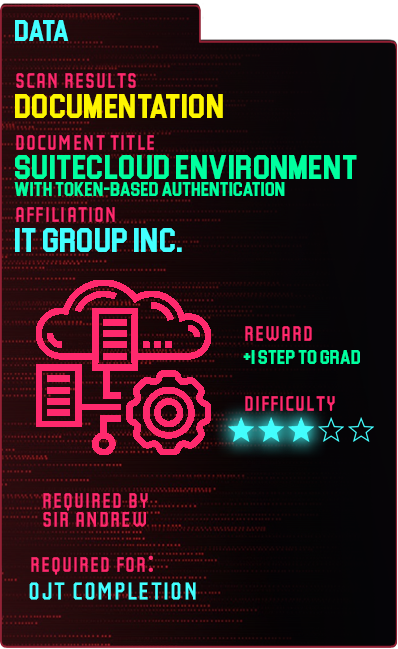 DATA
SCAN RESULTS
DOCUMENTATION
DOCUMENT TITLE
SUITECLOUD ENVIRONMENT
WITH TOKEN-BASED AUTHENTICATION
AFFILIATION
IT GROUP INC.
REWARD
+1 STEP TO GRAD
DIFFICULTY
REQUIRED BY
SIR ANDREW
REQUIRED FOR:
OJT COMPLETION